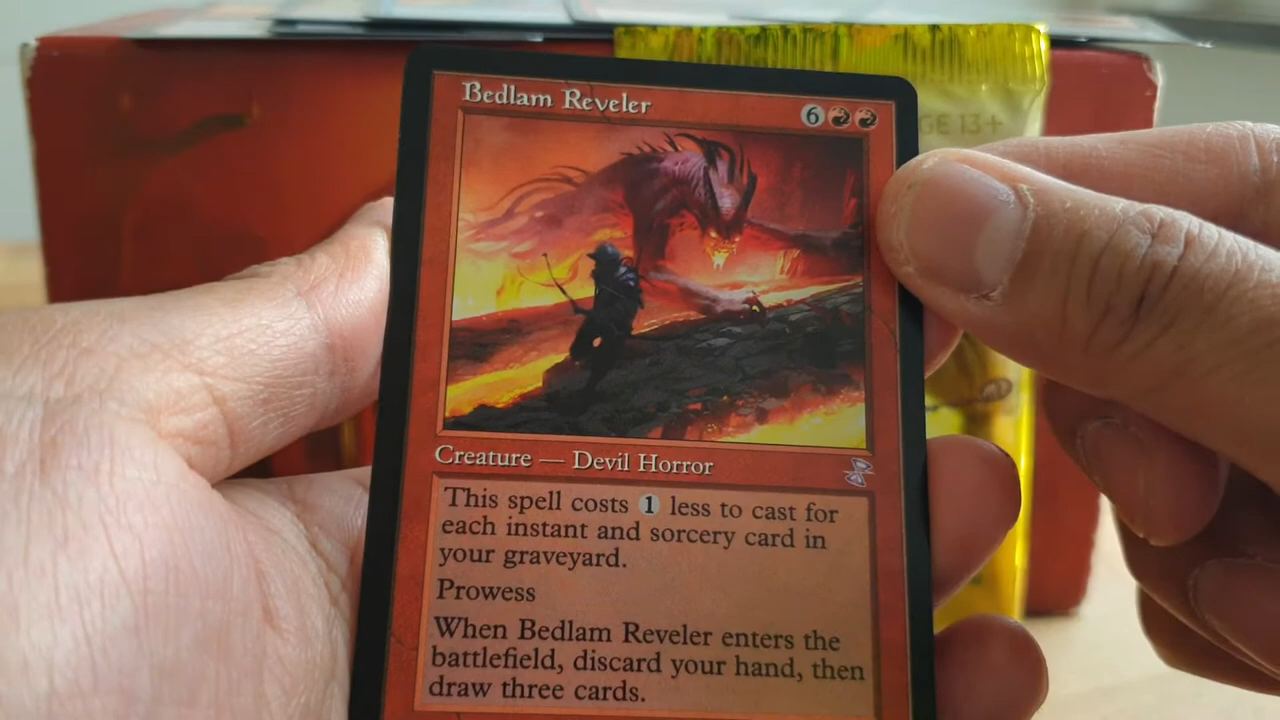 Bedlam Reveler 6
GE 13+
Creature — Devil Horror
This spell costs 1 less to cast for
each instant and sorcery card in
your graveyard.
Prowess
When Bedlam Reveler enters the
battlefield, discard your hand, then
draw three cards.